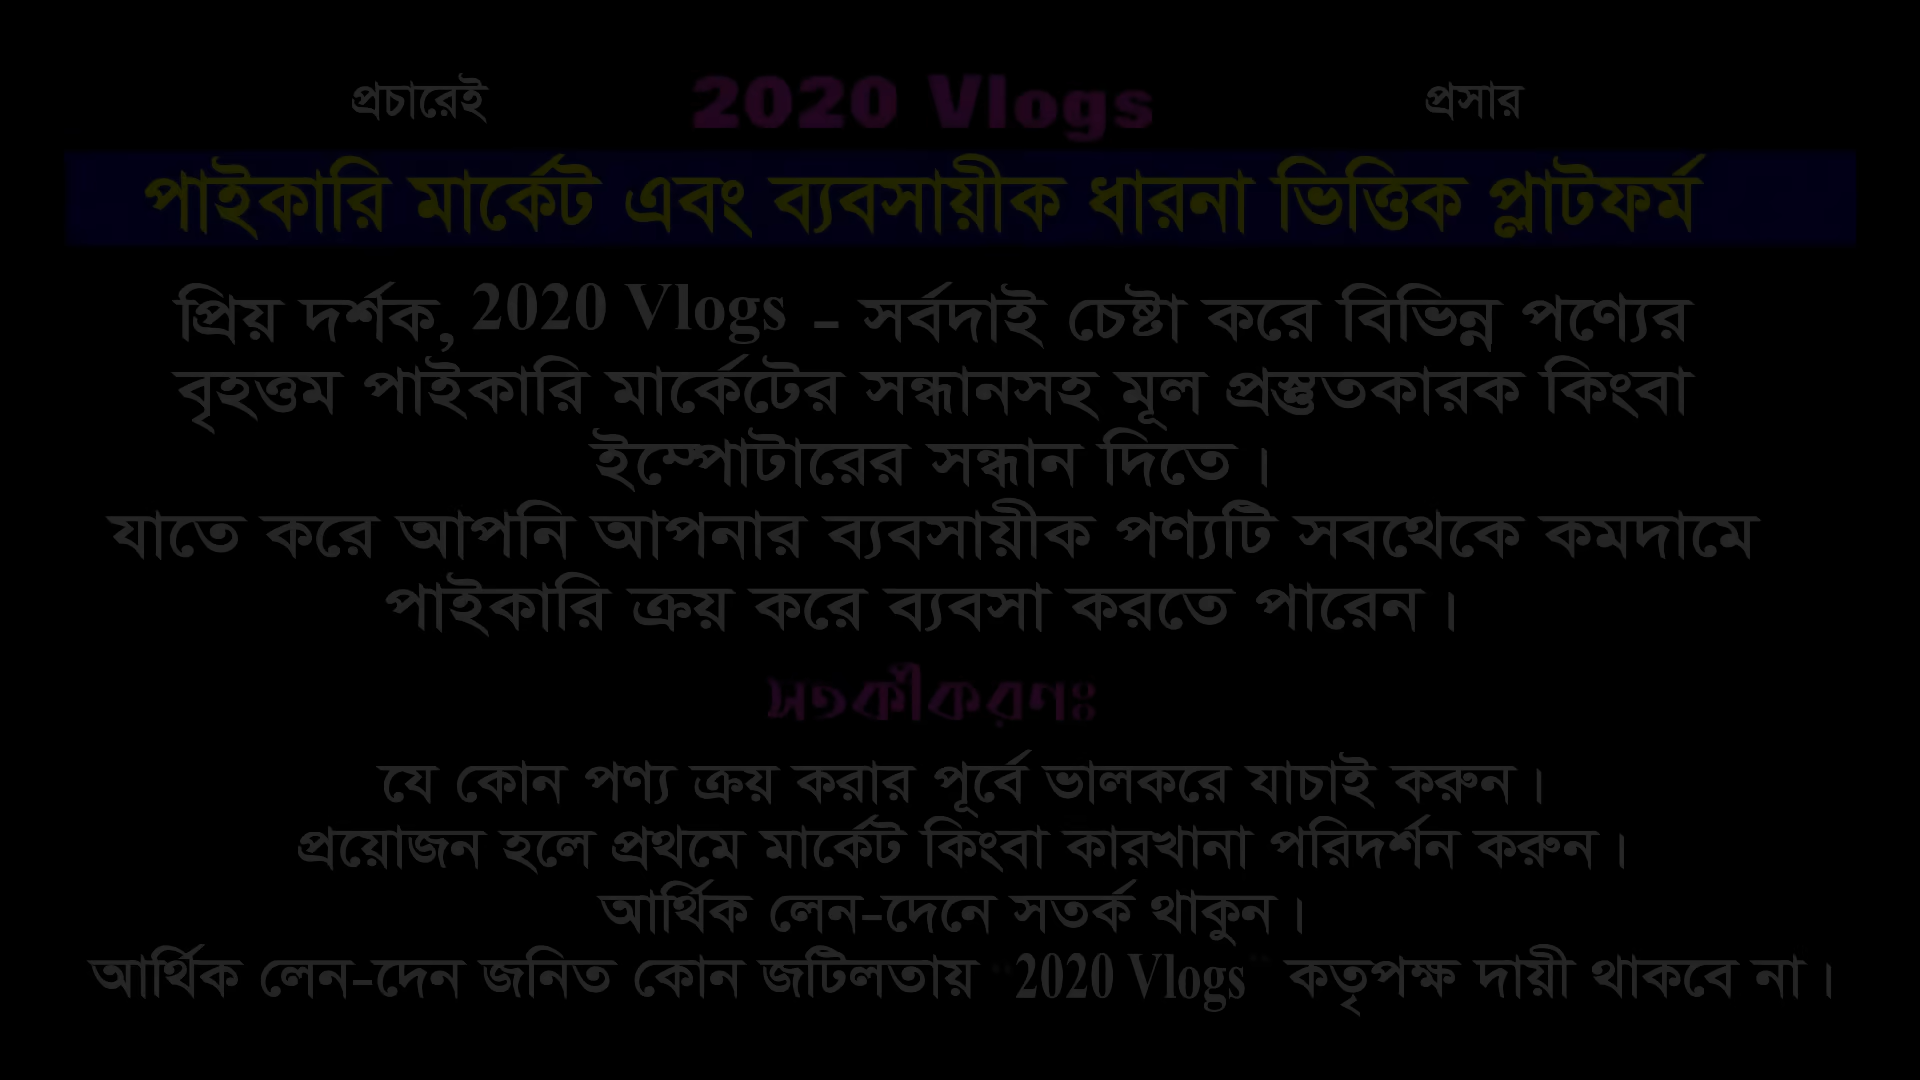 প্রচারেই 2020 Vlogs প্রসার
পাইকারি মার্কেট এবং ব্যবসায়ীক ধারনা ভিত্তিক প্লাটফর্ম
প্রিয় দর্শক, 2020 Vlogs - সর্বদাই চেষ্টা করে বিভিন্ন পণ্যের
বৃহত্তম পাইকারি মার্কেটের সন্ধানসহ মূল প্রস্তুতকারক কিংবা
ইম্পোটারের সন্ধান দিতে।
যাতে করে আপনি আপনার ব্যবসায়ীক পণ্যটি সবথেকে কমদামে
পাইকারি ক্রয় করে ব্যবসা করতে পারেন।
সতর্কীকরণঃ
যে কোন পণ্য ক্রয় করার পূর্বে ভালকরে যাচাই করুন।
প্রয়োজন হলে প্রথমে মার্কেট কিংবা কারখানা পরিদর্শন করুন।
আর্থিক লেন-দেনে সতর্ক থাকুন।
আর্থিক লেন-দেন জনিত কোন জটিলতায় "2020 Vlogs" কতৃপক্ষ দায়ী থাকবে না।